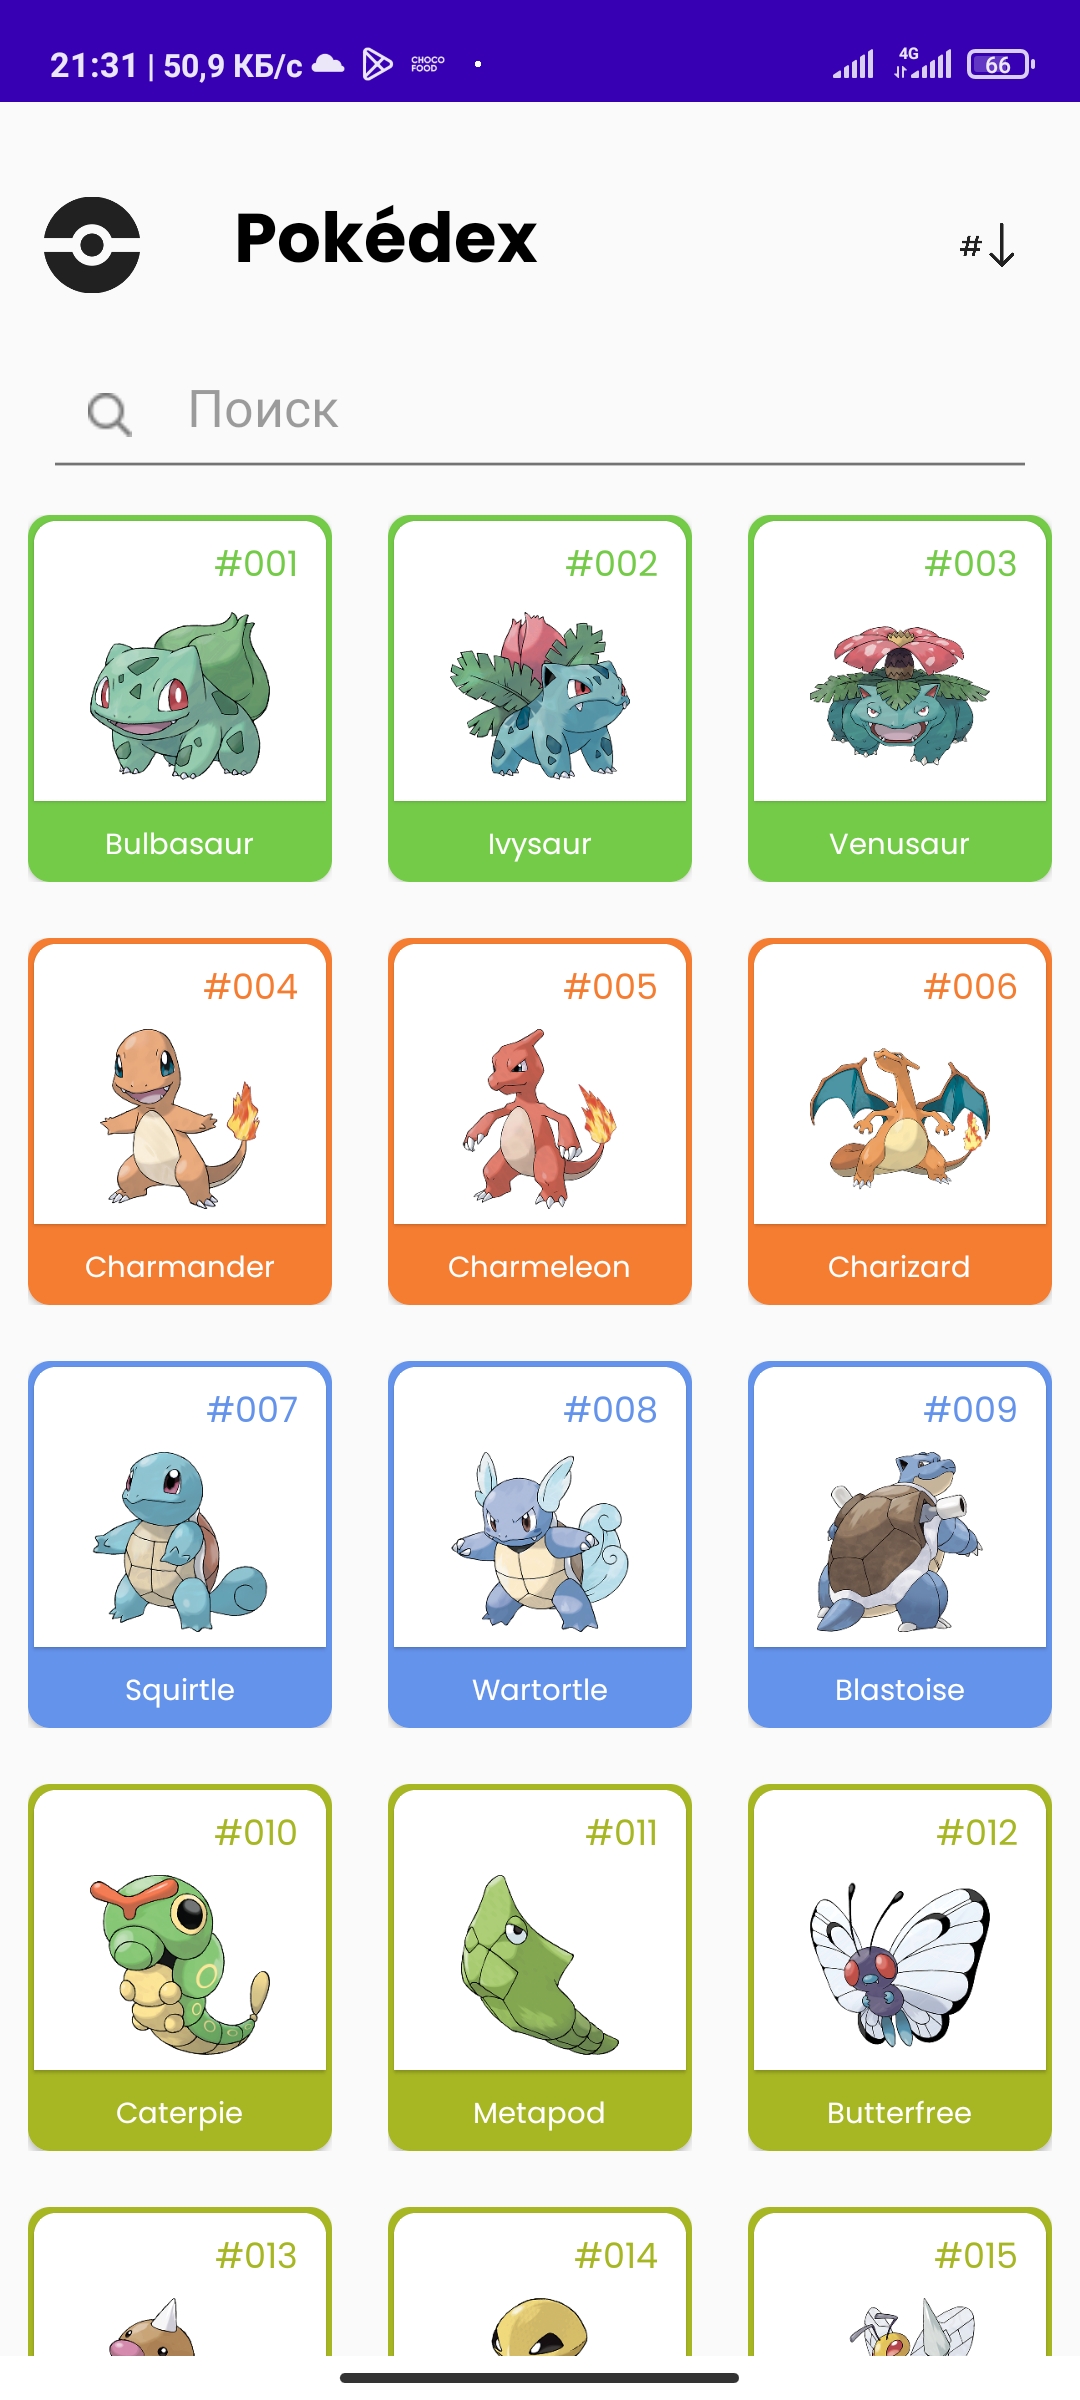 21:31 | 50,9 КБ/с CHOCO FOOD 4G 66
Pokédex
#
Поиск
#001 #002 #003
Bulbasaur Ivysaur Venusaur
#004 #005 #006
Charmander Charmeleon Charizard
#007 #008 #009
Squirtle Wartortle Blastoise
#010 #011 #012
Caterpie Metapod Butterfree
#013 #014 #015